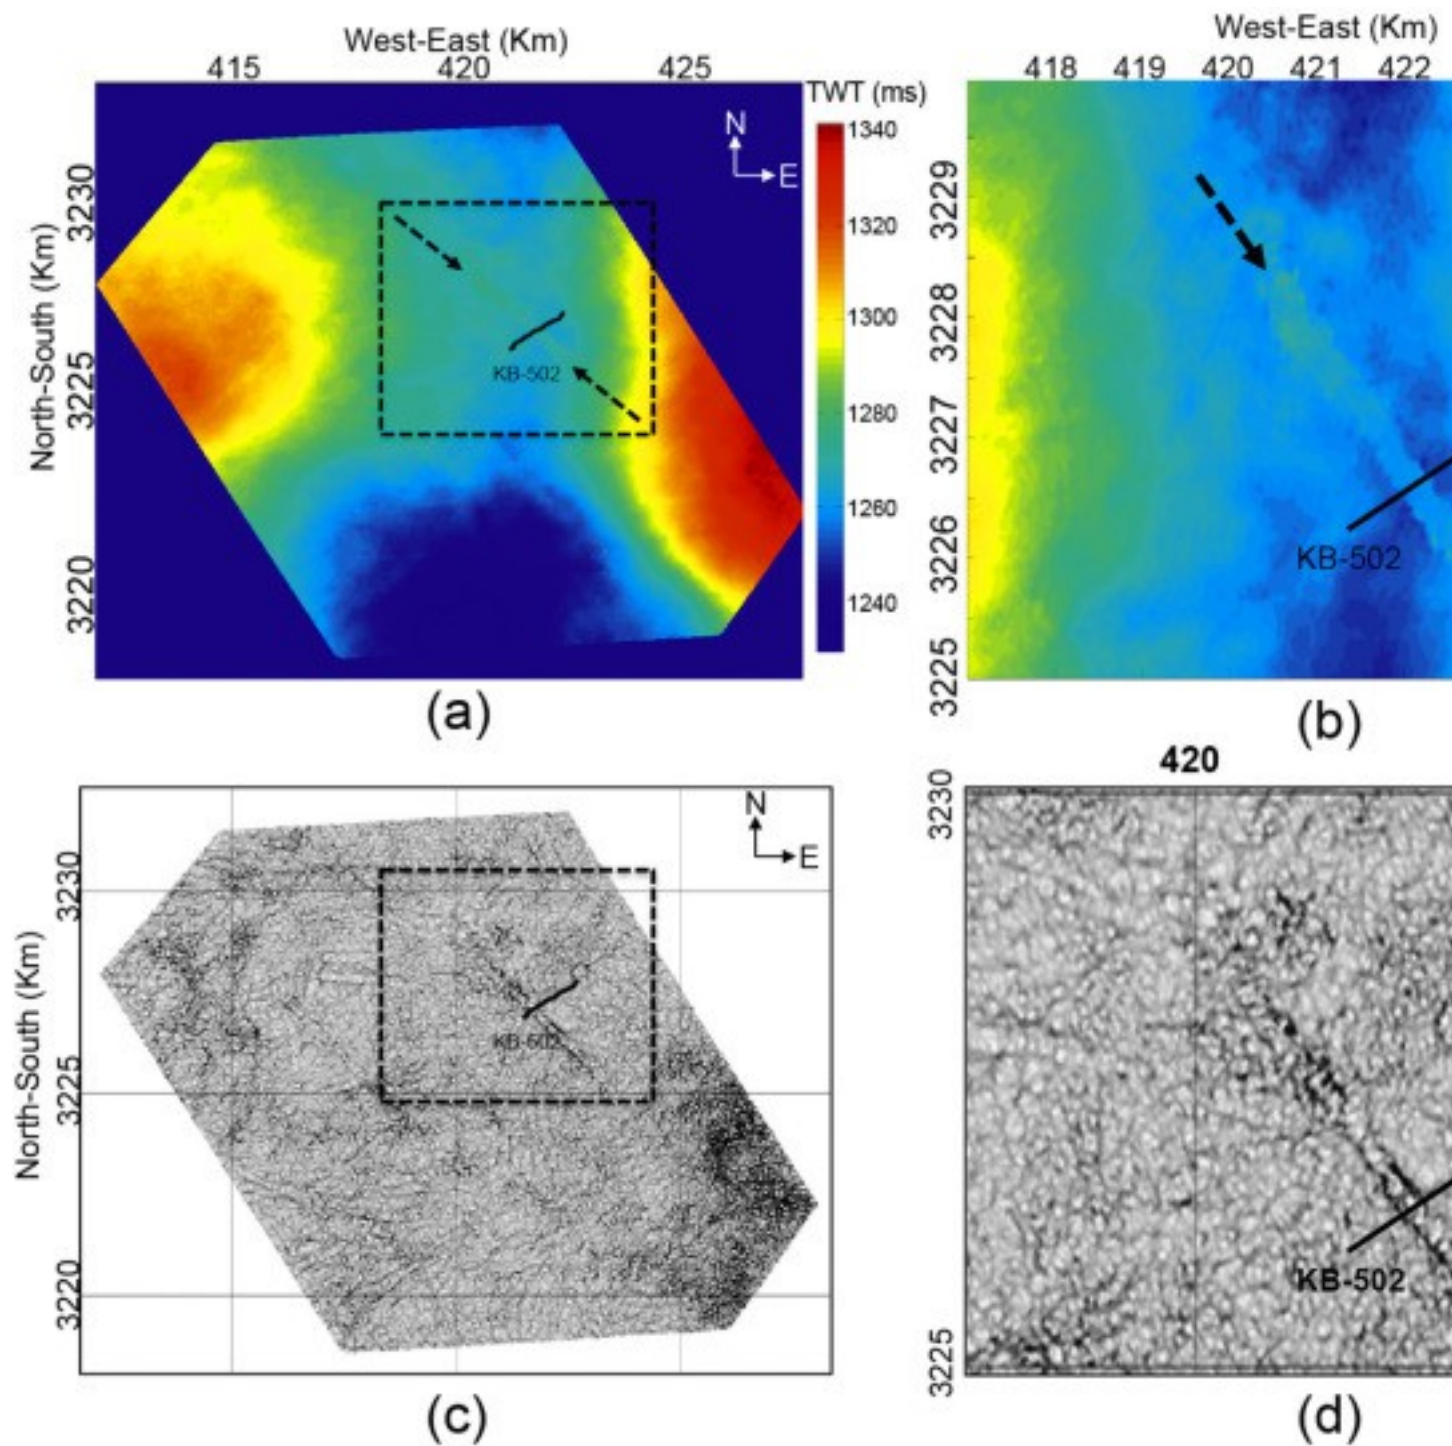 West-East (Km)
415 420 425
TWT (ms)
N
E
1340
1320
1300
1280
1260
1240
North-South (Km)
3230
3225
3220
KB-502
(a)
West-East (Km)
418 419 420 421 422
3229
3228
3227
3226
3225
KB-502
(b)
N
E
North-South (Km)
3230
3225
3220
KB-502
(c)
420
3230
3225
KB-502
(d)